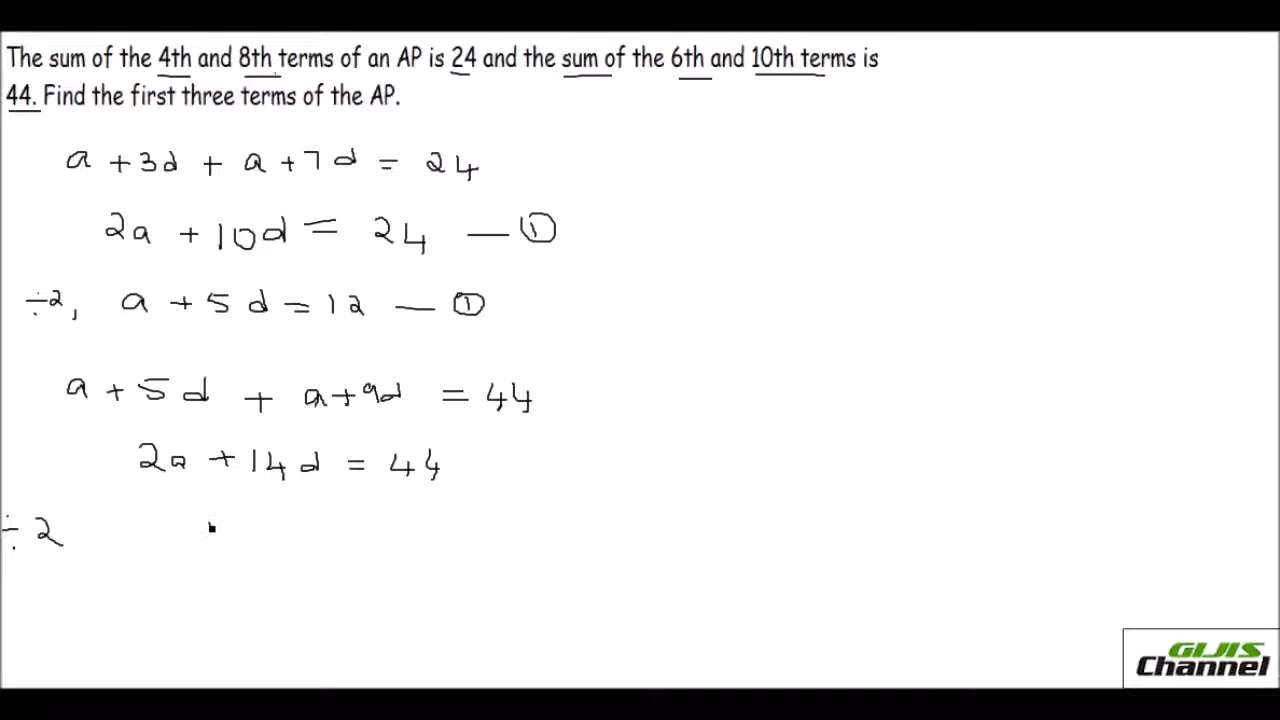 The sum of the 4th and 8th terms of an AP is 24 and the sum of the 6th and 10th terms is
44. Find the first three terms of the AP.
a + 3d + a + 7d = 24
2a + 10d = 24 — ①
÷2, a + 5d = 12 — ①
a + 5d + a + 9d = 44
2a + 14d = 44
÷ 2
GIJIS
Channel